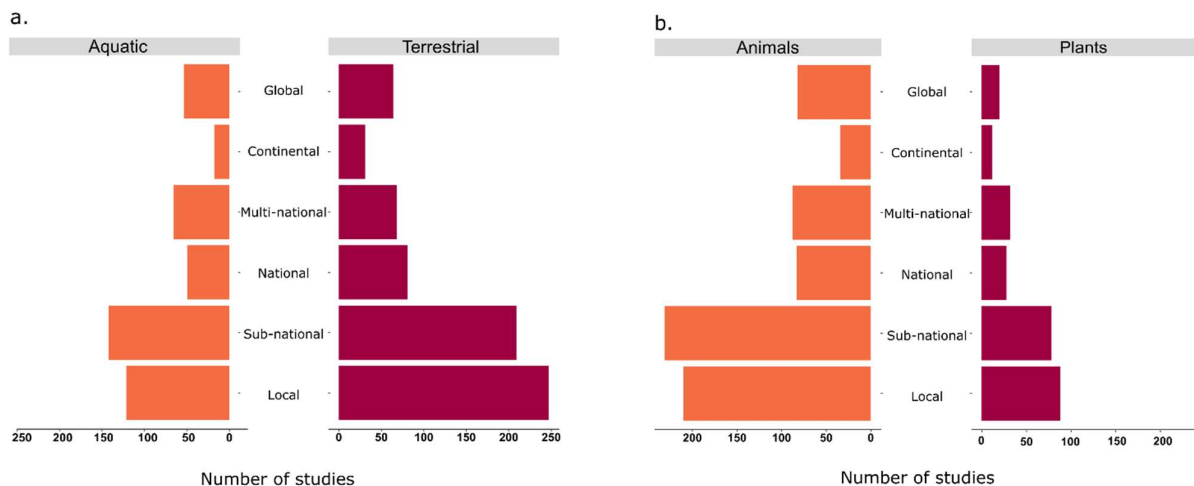 a.
Aquatic Terrestrial
Global
Continental
Multi-national
National
Sub-national
Local
250 200 150 100 50 0 0 50 100 150 200 250
Number of studies
b.
Animals Plants
Global
Continental
Multi-national
National
Sub-national
Local
200 150 100 50 0 0 50 100 150 200
Number of studies